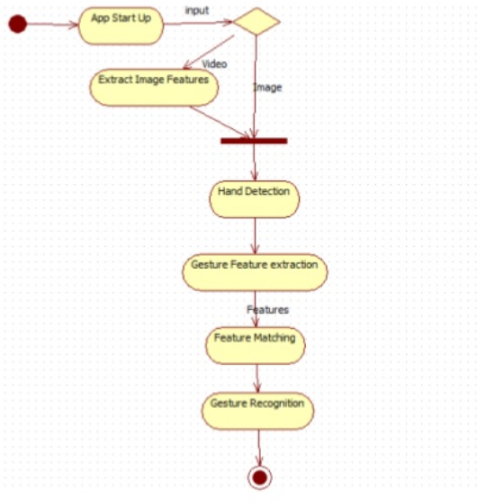 App Start Up
input
Video
Extract Image Features
Image
Hand Detection
Gesture Feature extraction
Features
Feature Matching
Gesture Recognition